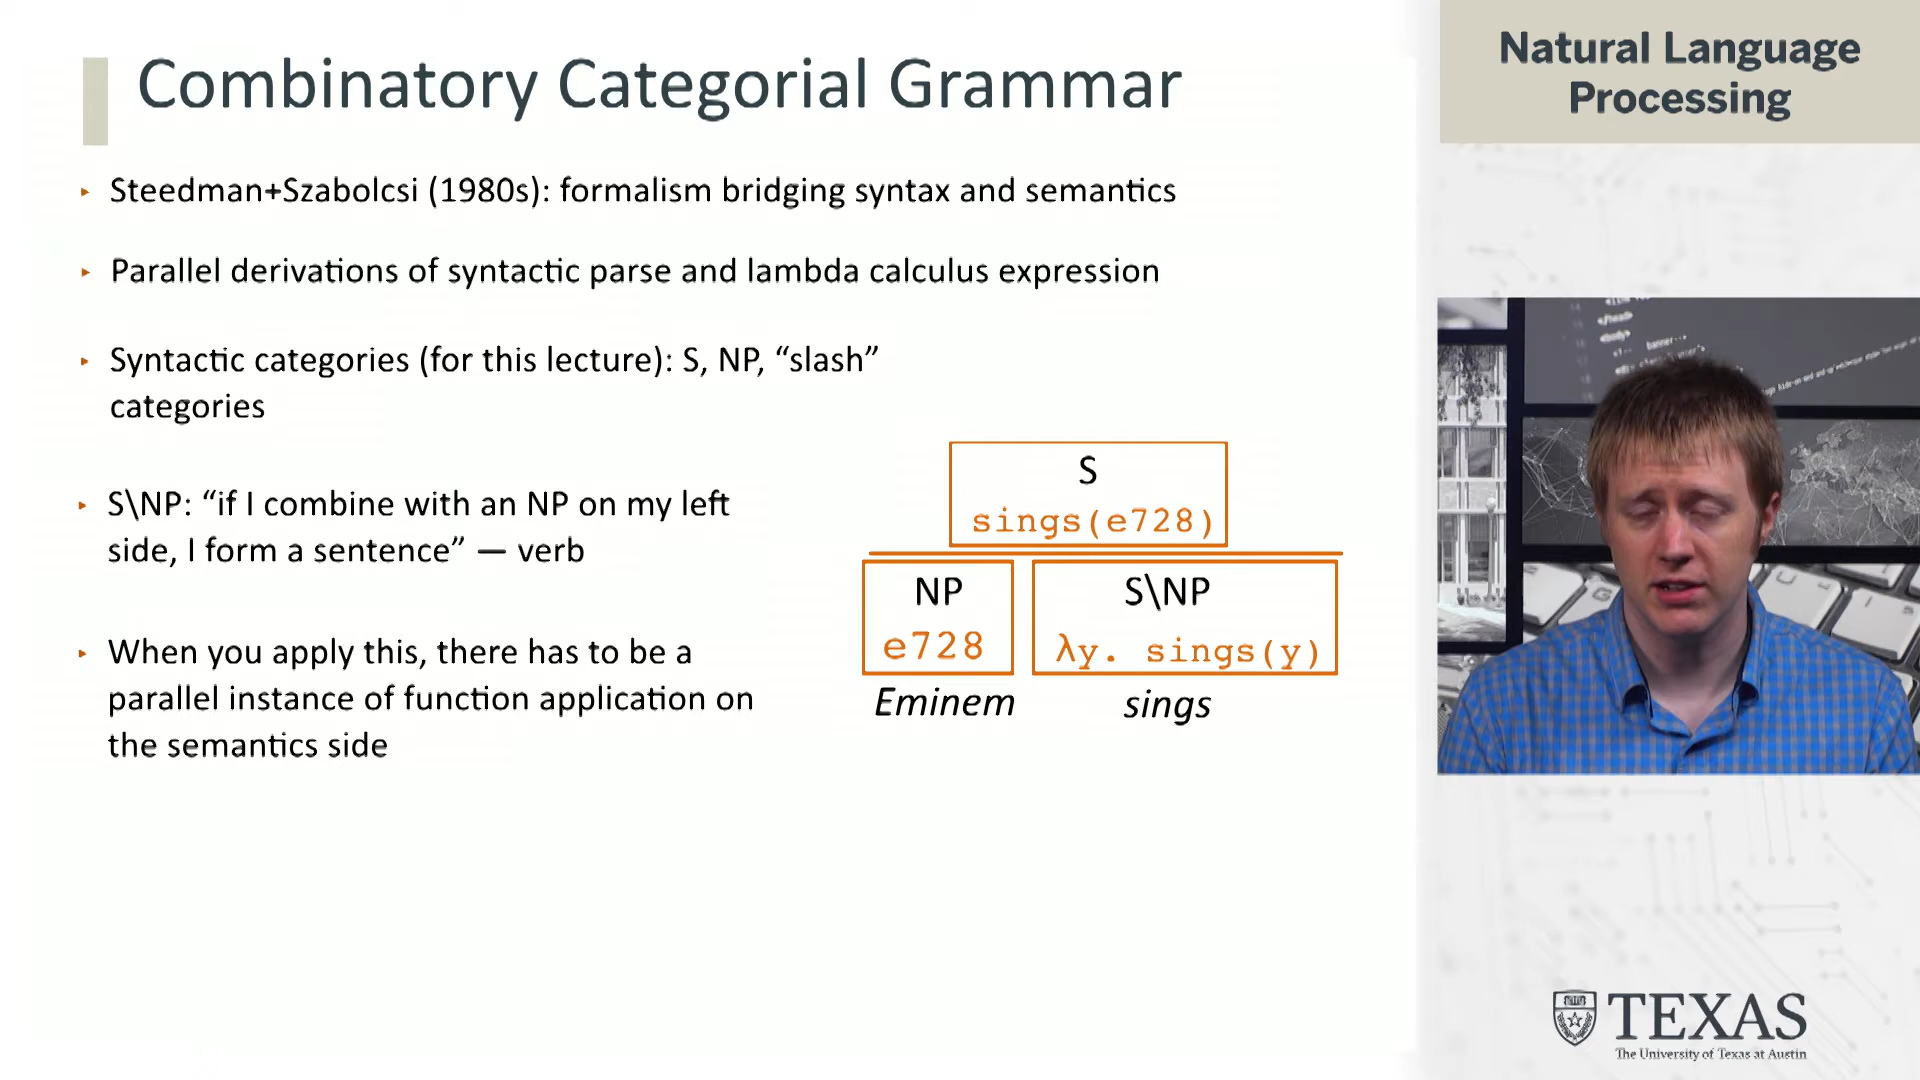 Combinatory Categorial Grammar
Natural Language
Processing
Steedman+Szabolcsi (1980s): formalism bridging syntax and semantics
Parallel derivations of syntactic parse and lambda calculus expression
Syntactic categories (for this lecture): S, NP, “slash”
categories
S\NP: “if I combine with an NP on my left
side, I form a sentence” — verb
When you apply this, there has to be a
parallel instance of function application on
the semantics side
S
sings(e728)
NP
e728
S\NP
λy. sings(y)
Eminem
sings
TEXAS
The University of Texas at Austin